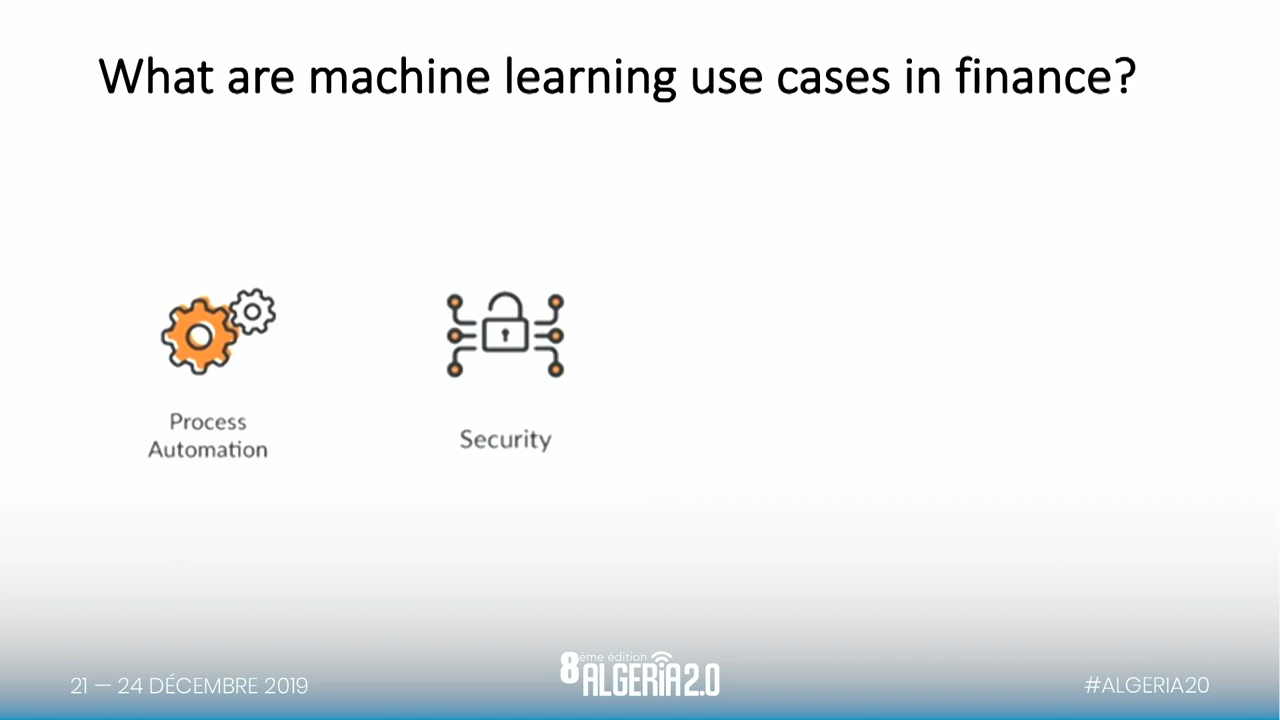 What are machine learning use cases in finance?
Process
Automation
Security
21 — 24 DÉCEMBRE 2019
8ème édition
ALGERiA2.0
#ALGERIA20